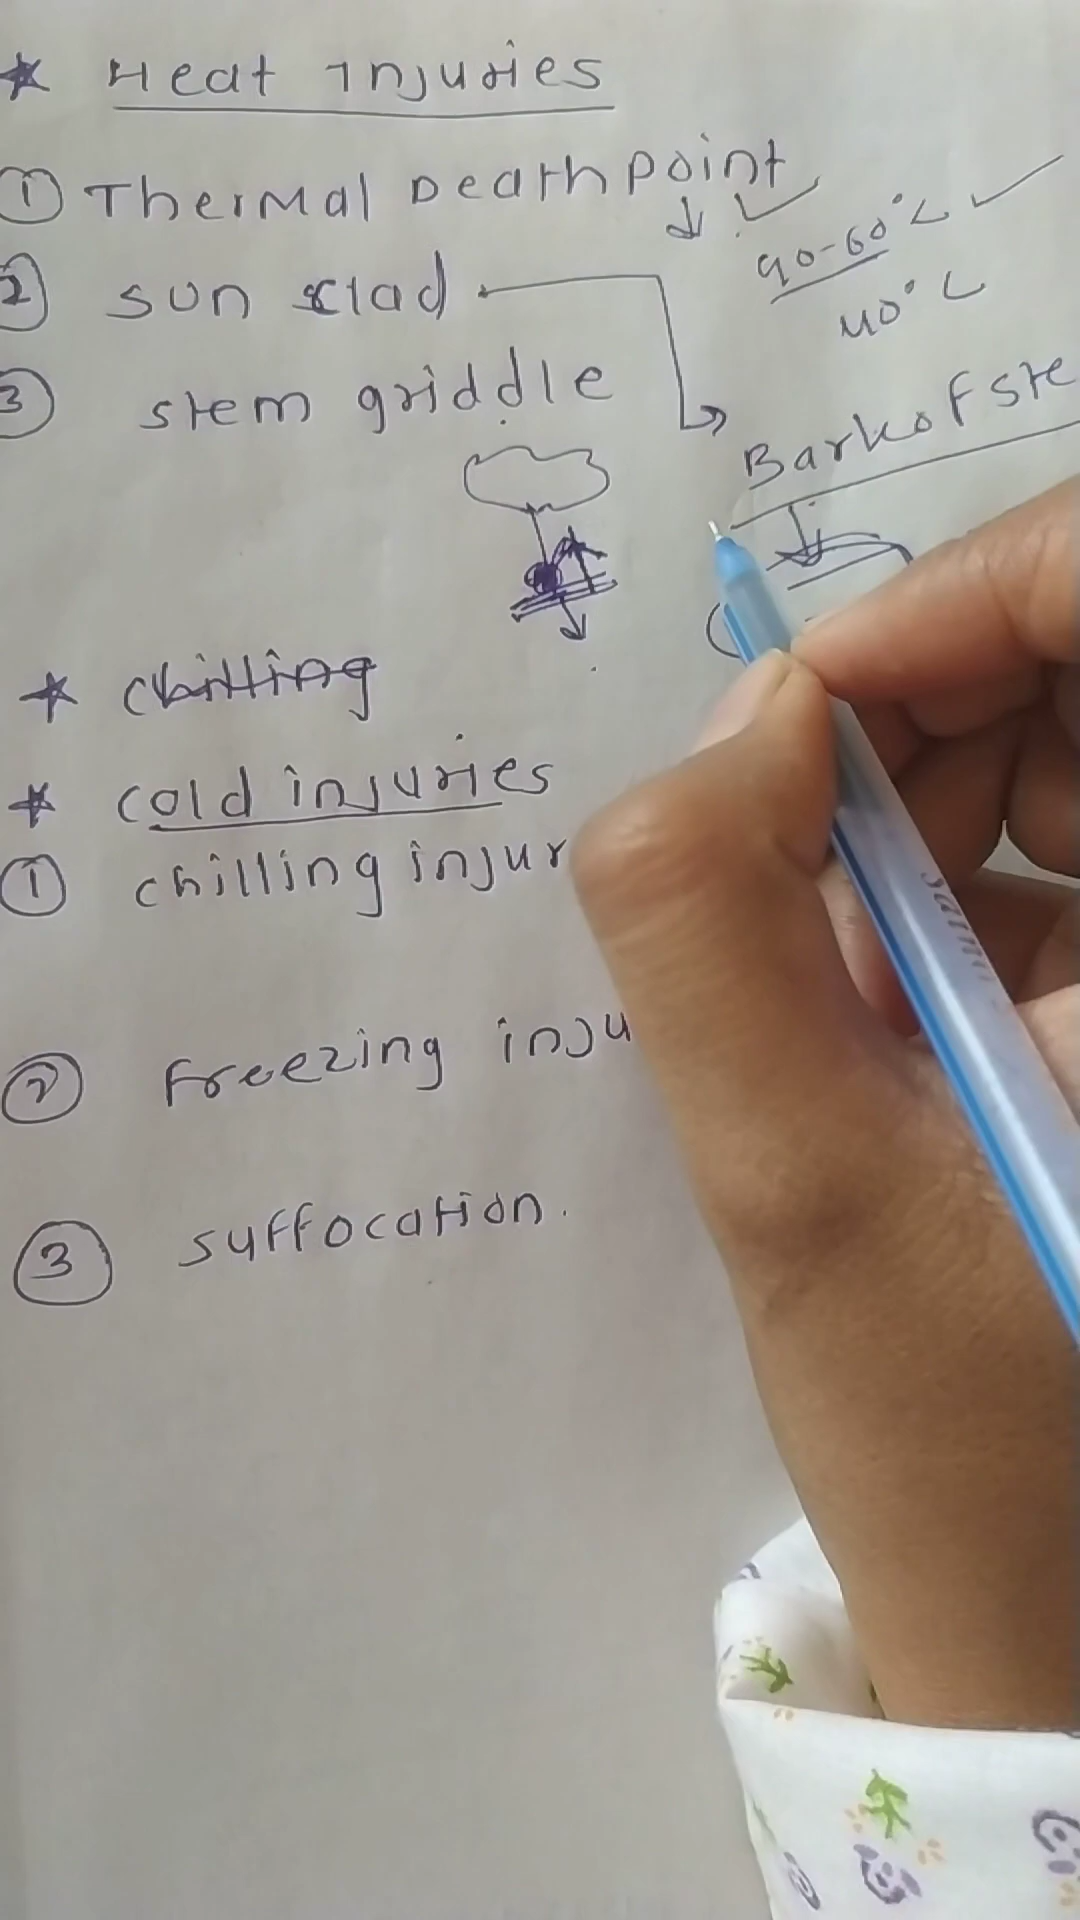 * Heat Injuries
① Thermal Death point
90-60°C
40°C
② sun clad
③ stem griddle
Bark of ste
* chilling
* cold injuries
① chilling injur
② Freezing inju
③ suffocation.